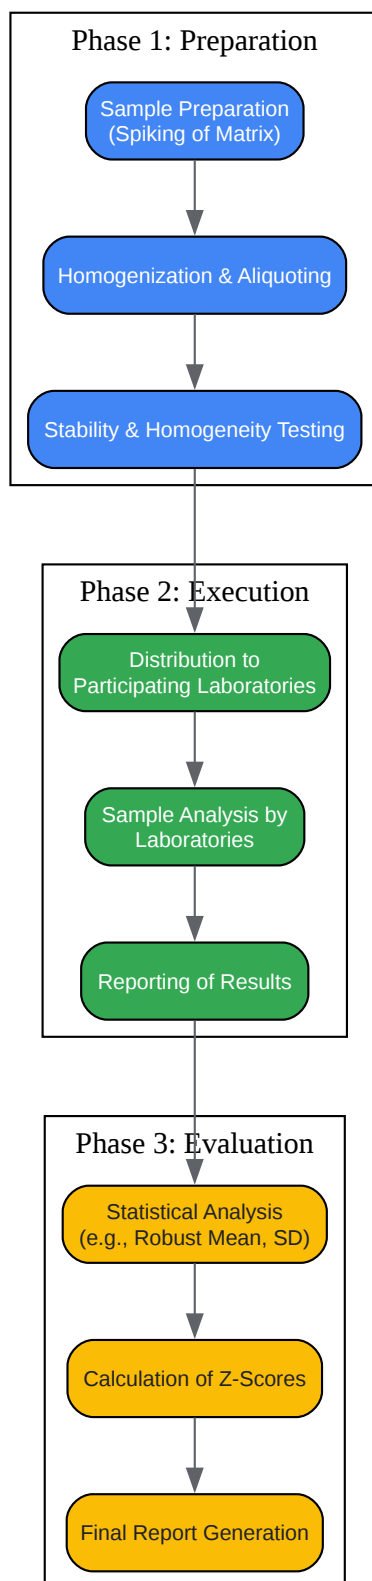 Phase 1: Preparation
Sample Preparation
(Spiking of Matrix)
Homogenization & Aliquoting
Stability & Homogeneity Testing
Phase 2: Execution
Distribution to
Participating Laboratories
Sample Analysis by
Laboratories
Reporting of Results
Phase 3: Evaluation
Statistical Analysis
(e.g., Robust Mean, SD)
Calculation of Z-Scores
Final Report Generation